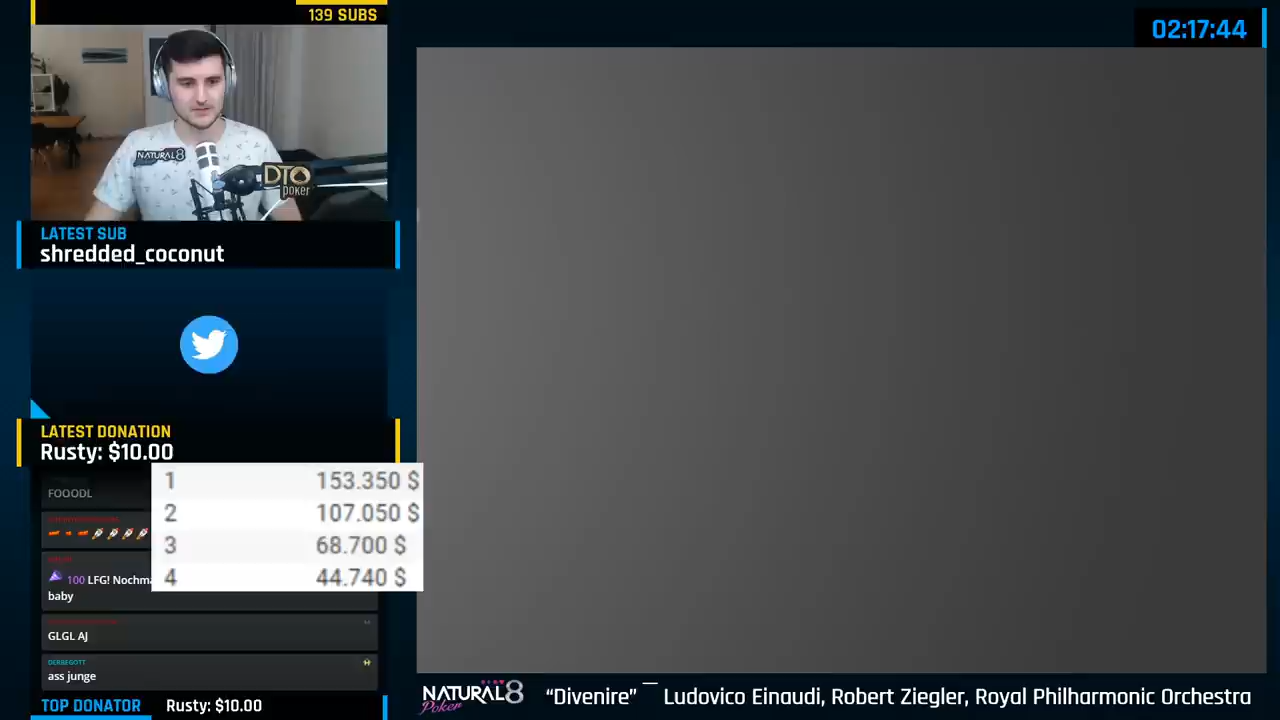 139 SUBS
02:17:44
NATURAL8
DTO
poker
LATEST SUB
shredded_coconut
LATEST DONATION
Rusty: $10.00
1 153.350 $
2 107.050 $
3 68.700 $
4 44.740 $
FOOODL
100 LFG! Nochma
baby
GLGL AJ
DERBEGOTT
ass junge
TOP DONATOR Rusty: $10.00
NATURAL8
Poker
“Divenire” — Ludovico Einaudi, Robert Ziegler, Royal Philharmonic Orchestra